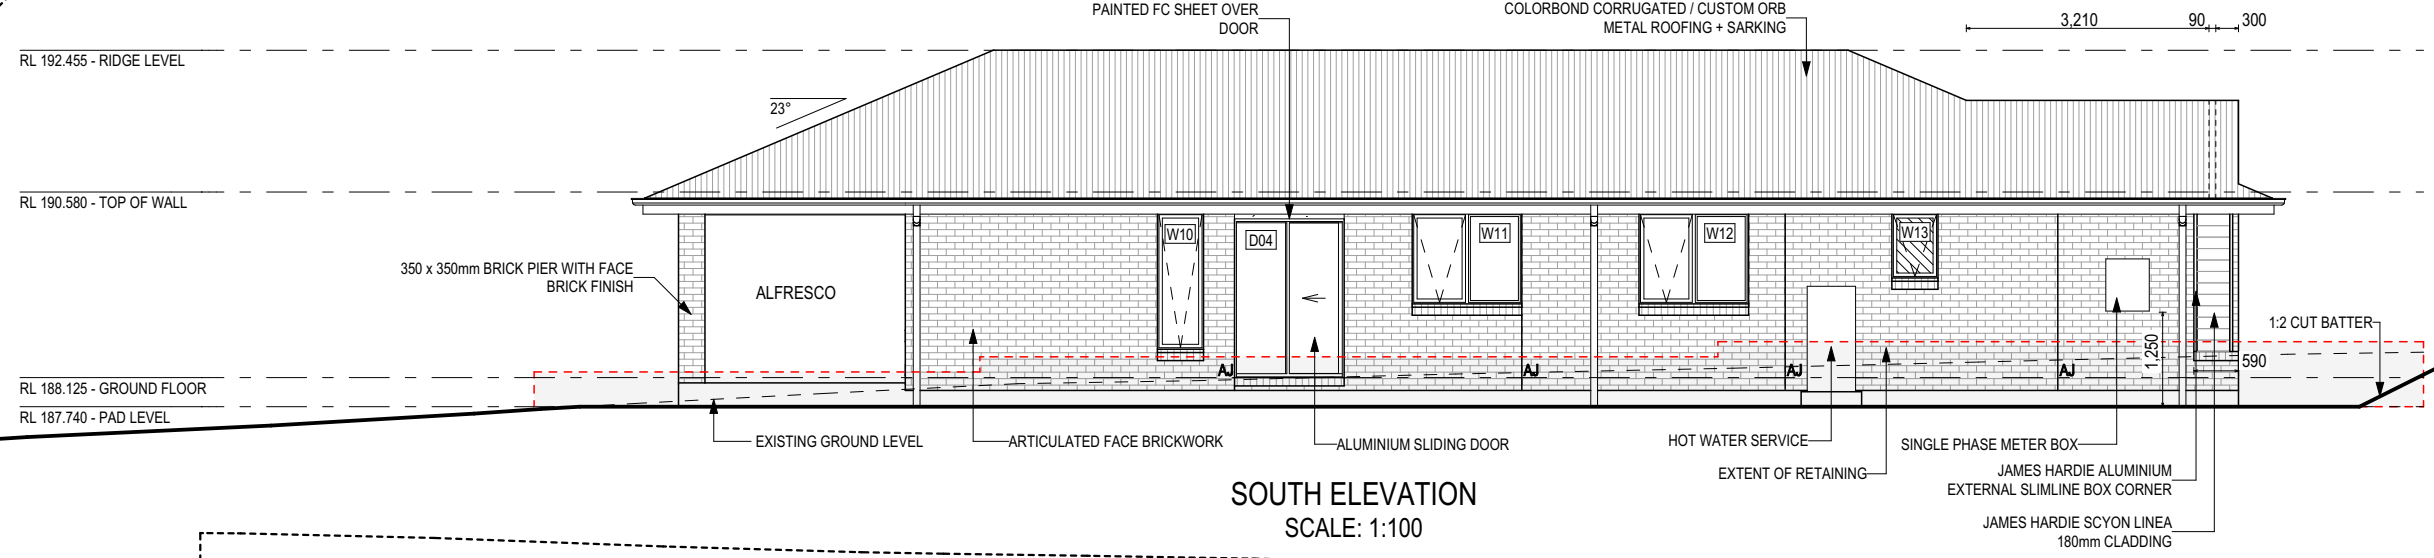 PAINTED FC SHEET OVER
DOOR
COLORBOND CORRUGATED / CUSTOM ORB
METAL ROOFING + SARKING
3,210
90
300
RL 192.455 - RIDGE LEVEL
23°
RL 190.580 - TOP OF WALL
W10
D04
W11
W12
W13
350 x 350mm BRICK PIER WITH FACE
BRICK FINISH
ALFRESCO
1:2 CUT BATTER
1,250
590
AJ
AJ
AJ
AJ
RL 188.125 - GROUND FLOOR
RL 187.740 - PAD LEVEL
EXISTING GROUND LEVEL
ARTICULATED FACE BRICKWORK
ALUMINIUM SLIDING DOOR
HOT WATER SERVICE
SINGLE PHASE METER BOX
EXTENT OF RETAINING
JAMES HARDIE ALUMINIUM
EXTERNAL SLIMLINE BOX CORNER
JAMES HARDIE SCYON LINEA
180mm CLADDING
SOUTH ELEVATION
SCALE: 1:100